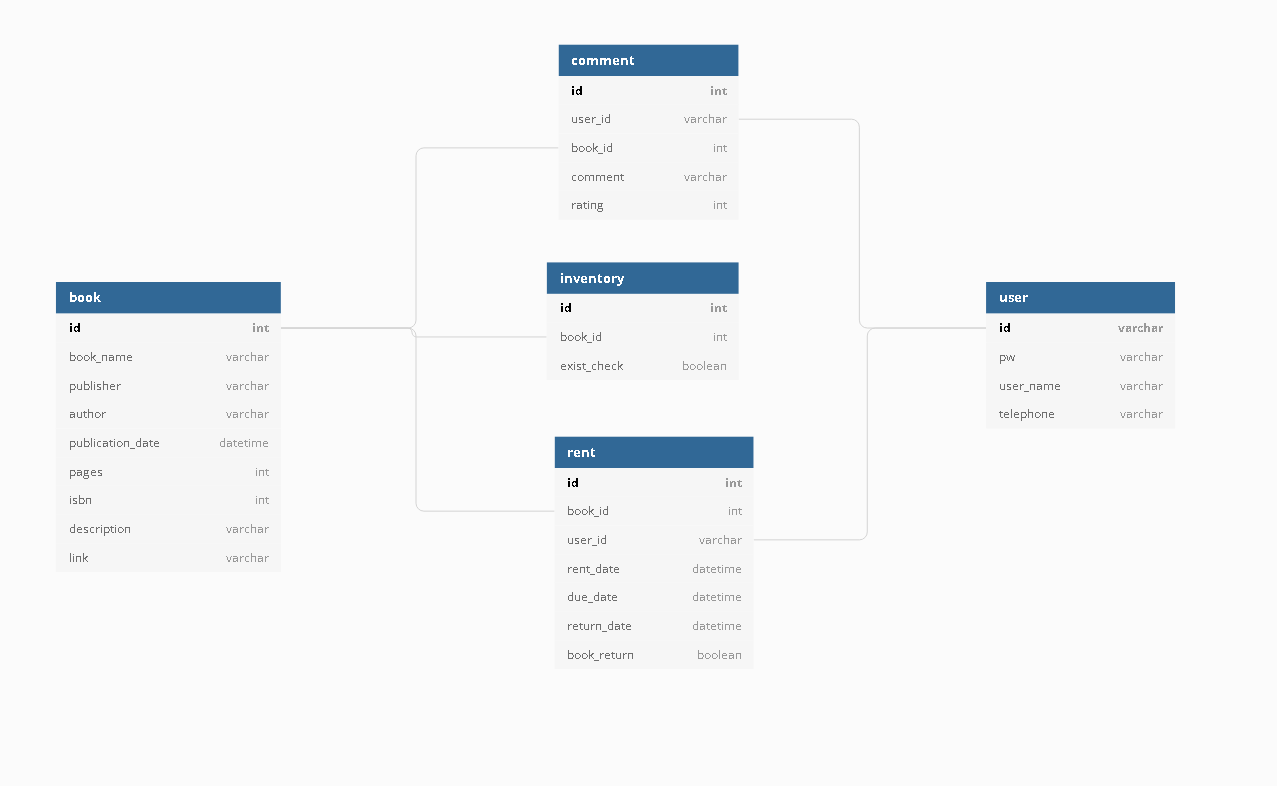 comment
id int
user_id varchar
book_id int
comment varchar
rating int
inventory
id int
book_id int
exist_check boolean
book
id int
book_name varchar
publisher varchar
author varchar
publication_date datetime
pages int
isbn int
description varchar
link varchar
user
id varchar
pw varchar
user_name varchar
telephone varchar
rent
id int
book_id int
user_id varchar
rent_date datetime
due_date datetime
return_date datetime
book_return boolean